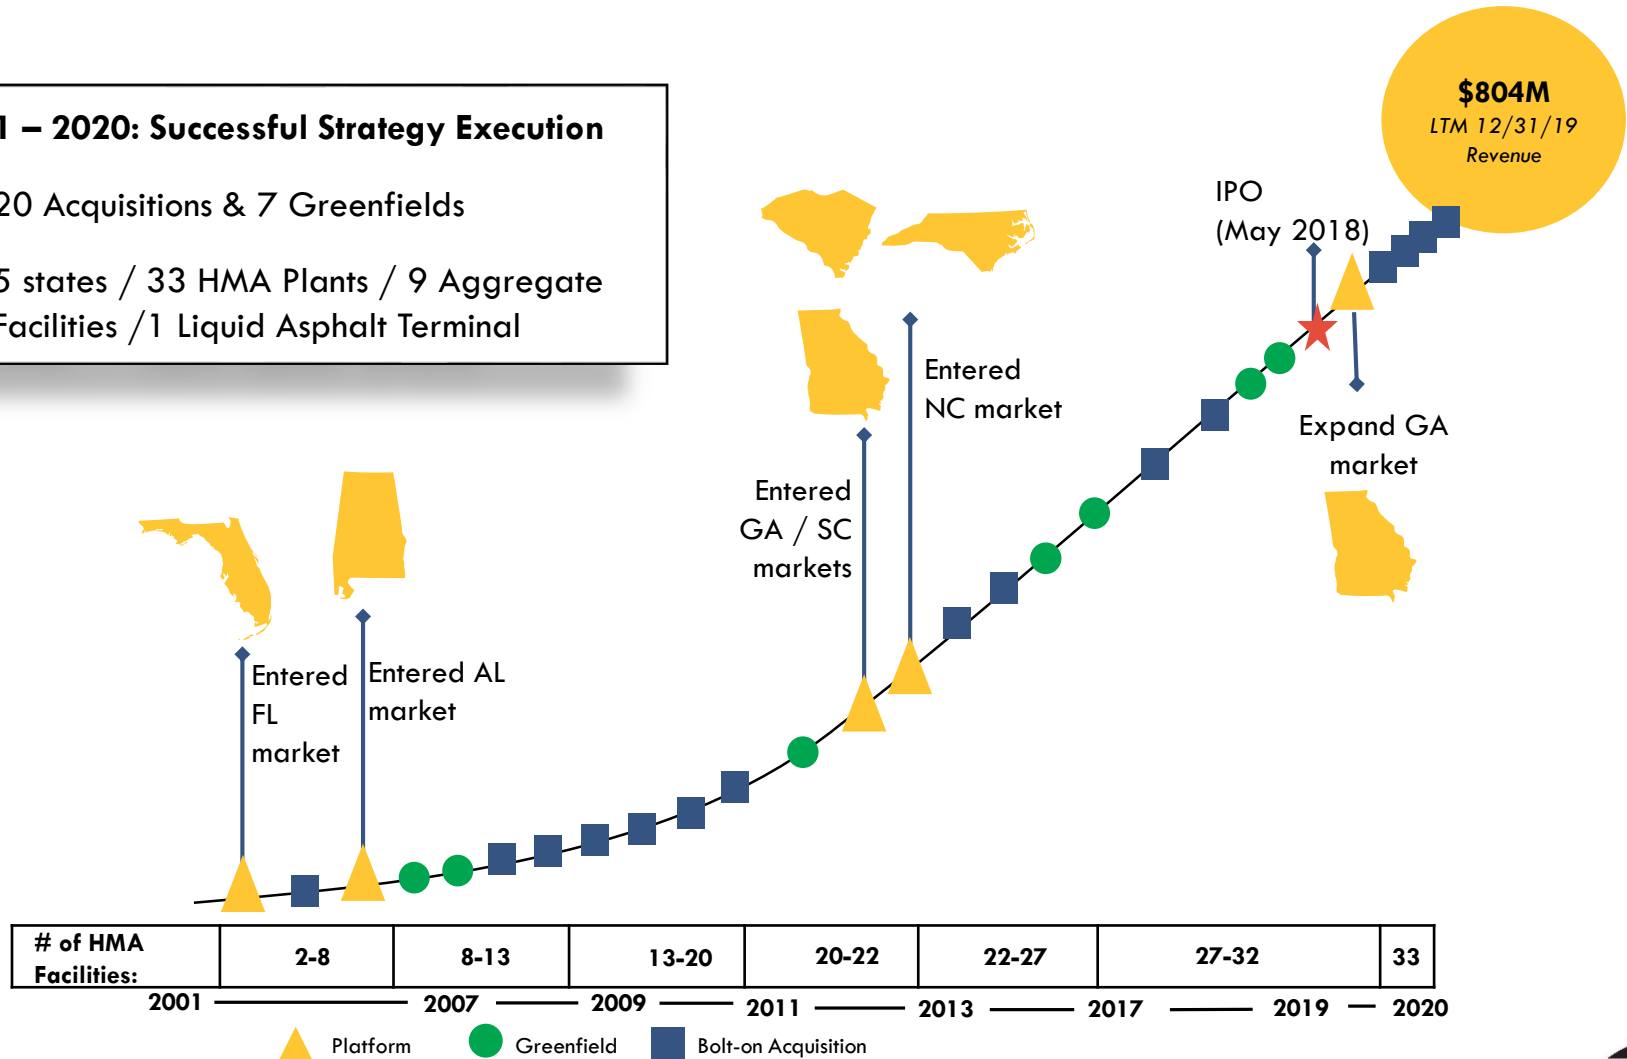 1 – 2020: Successful Strategy Execution
20 Acquisitions & 7 Greenfields
5 states / 33 HMA Plants / 9 Aggregate
Facilities /1 Liquid Asphalt Terminal
$804M
LTM 12/31/19
Revenue
IPO
(May 2018)
Entered
NC market
Expand GA
market
Entered
GA / SC
markets
Entered
FL
market
Entered AL
market
# of HMA
Facilities:
2-8
8-13
13-20
20-22
22-27
27-32
33
2001
2007
2009
2011
2013
2017
2019
2020
Platform
Greenfield
Bolt-on Acquisition